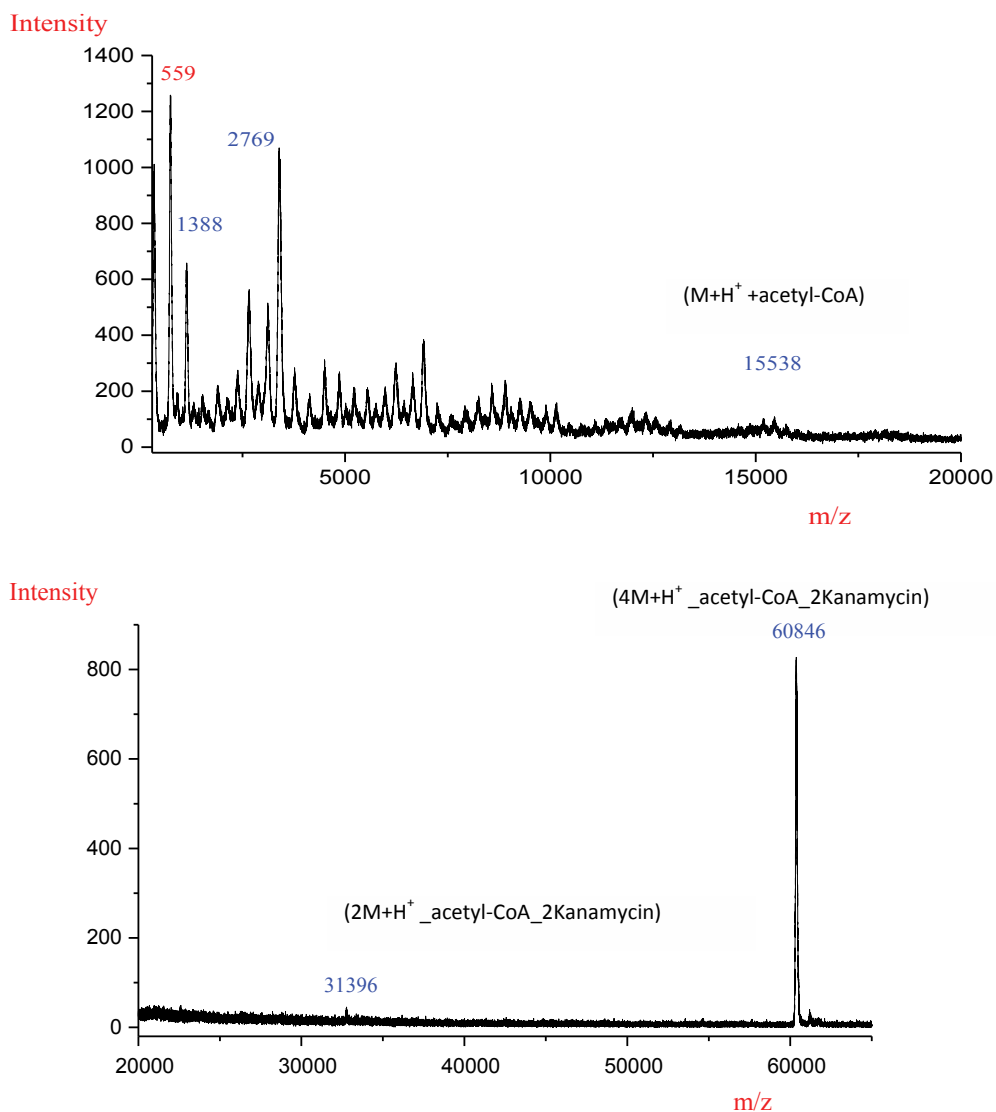 Intensity
1400
559
1200
2769
1000
1388
800
600
(M+H⁺ +acetyl-CoA)
400
15538
200
0
5000 10000 15000 20000
m/z
Intensity
(4M+H⁺ _acetyl-CoA_2Kanamycin)
60846
800
600
400
(2M+H⁺ _acetyl-CoA_2Kanamycin)
200
31396
0
20000 30000 40000 50000 60000
m/z